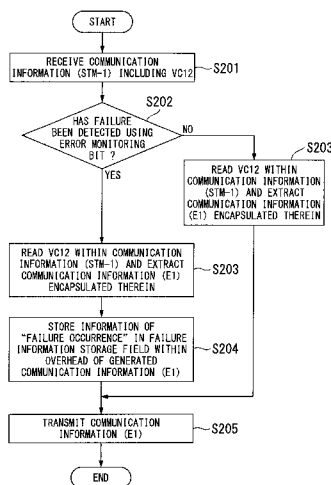 START
RECEIVE COMMUNICATION
INFORMATION (STM-1) INCLUDING VC12
S201
S202
HAS FAILURE
BEEN DETECTED USING
ERROR MONITORING
BIT ?
NO
YES
S203
READ VC12 WITHIN
COMMUNICATION INFORMATION
(STM-1) AND EXTRACT
COMMUNICATION INFORMATION
(E1) ENCAPSULATED THEREIN
READ VC12 WITHIN COMMUNICATION
INFORMATION (STM-1) AND EXTRACT
COMMUNICATION INFORMATION (E1)
ENCAPSULATED THEREIN
S203
STORE INFORMATION OF
"FAILURE OCCURRENCE" IN FAILURE
INFORMATION STORAGE FIELD WITHIN
OVERHEAD OF GENERATED
COMMUNICATION INFORMATION (E1)
S204
TRANSMIT COMMUNICATION
INFORMATION (E1)
S205
END